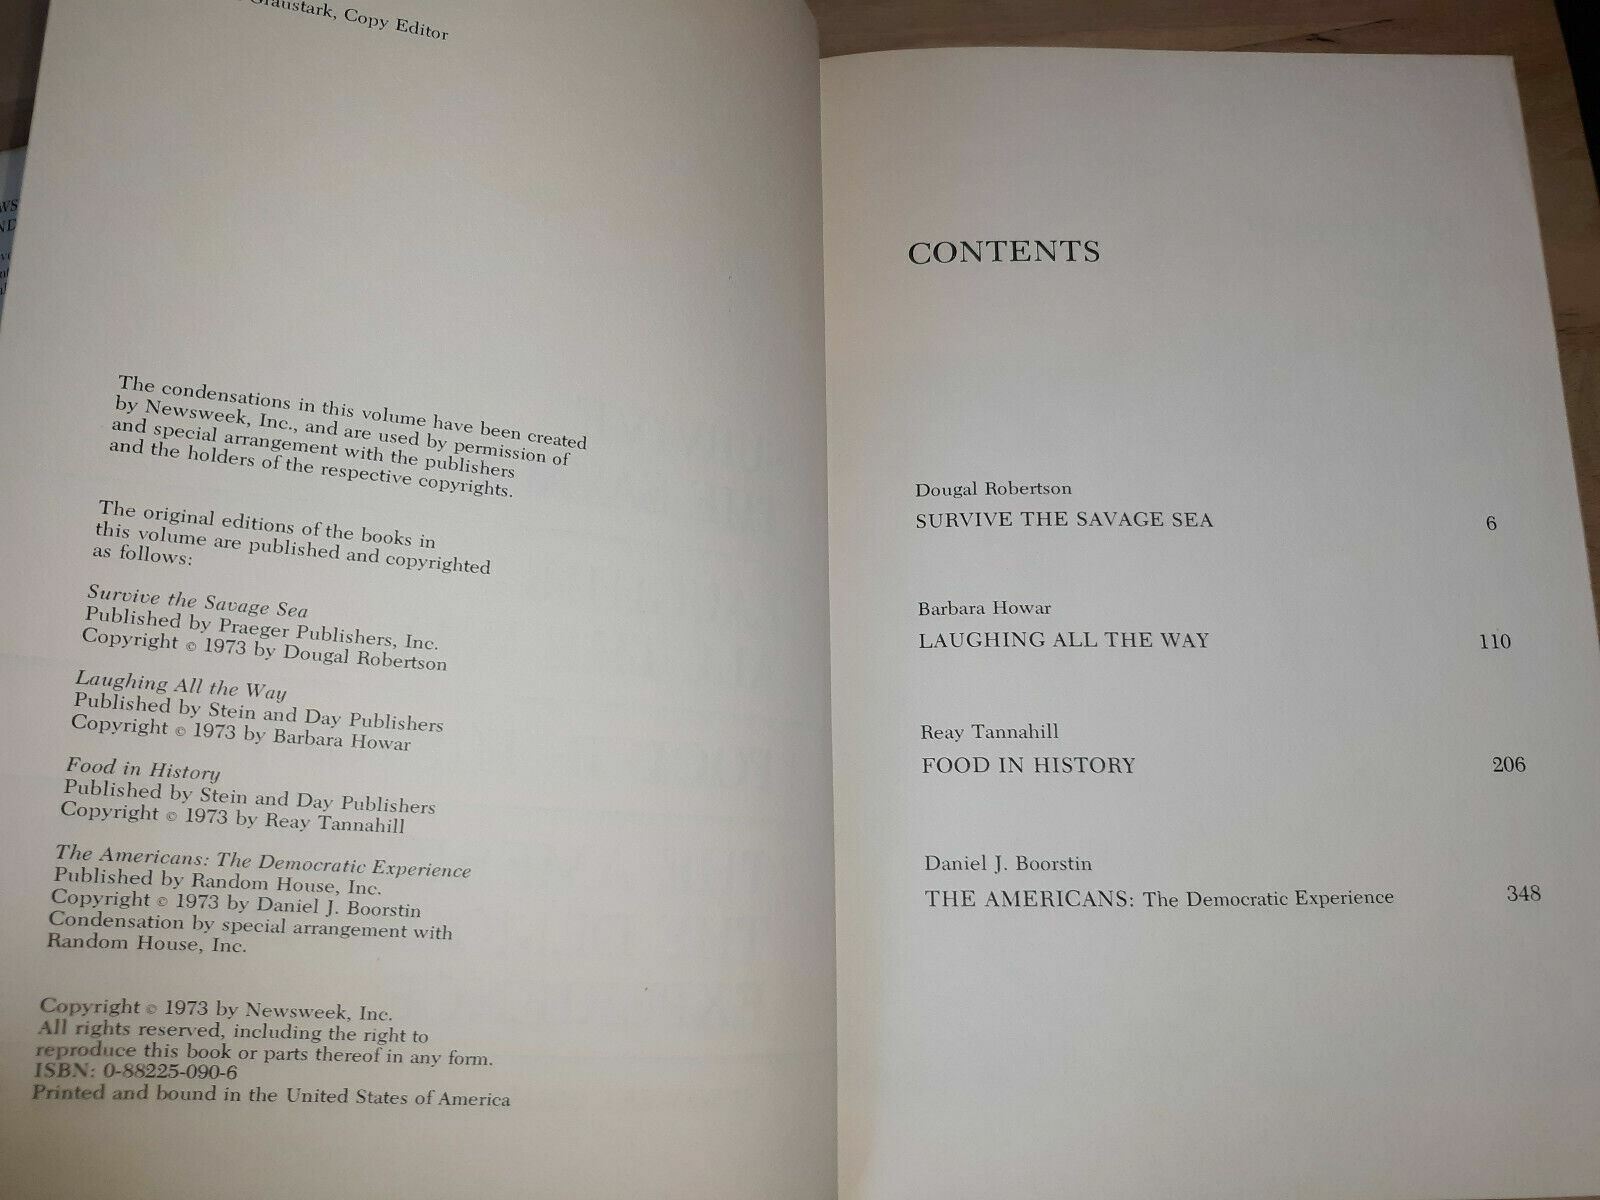 Graustark, Copy Editor
The condensations in this volume have been created
by Newsweek, Inc., and are used by permission of
and special arrangement with the publishers
and the holders of the respective copyrights.
The original editions of the books in
this volume are published and copyrighted
as follows:
Survive the Savage Sea
Published by Praeger Publishers, Inc.
Copyright © 1973 by Dougal Robertson
Laughing All the Way
Published by Stein and Day Publishers
Copyright © 1973 by Barbara Howar
Food in History
Published by Stein and Day Publishers
Copyright © 1973 by Reay Tannahill
The Americans: The Democratic Experience
Published by Random House, Inc.
Copyright © 1973 by Daniel J. Boorstin
Condensation by special arrangement with
Random House, Inc.
Copyright © 1973 by Newsweek, Inc.
All rights reserved, including the right to
reproduce this book or parts thereof in any form.
ISBN: 0-88225-090-6
Printed and bound in the United States of America
CONTENTS
Dougal Robertson
SURVIVE THE SAVAGE SEA 6
Barbara Howar
LAUGHING ALL THE WAY 110
Reay Tannahill
FOOD IN HISTORY 206
Daniel J. Boorstin
THE AMERICANS: The Democratic Experience 348